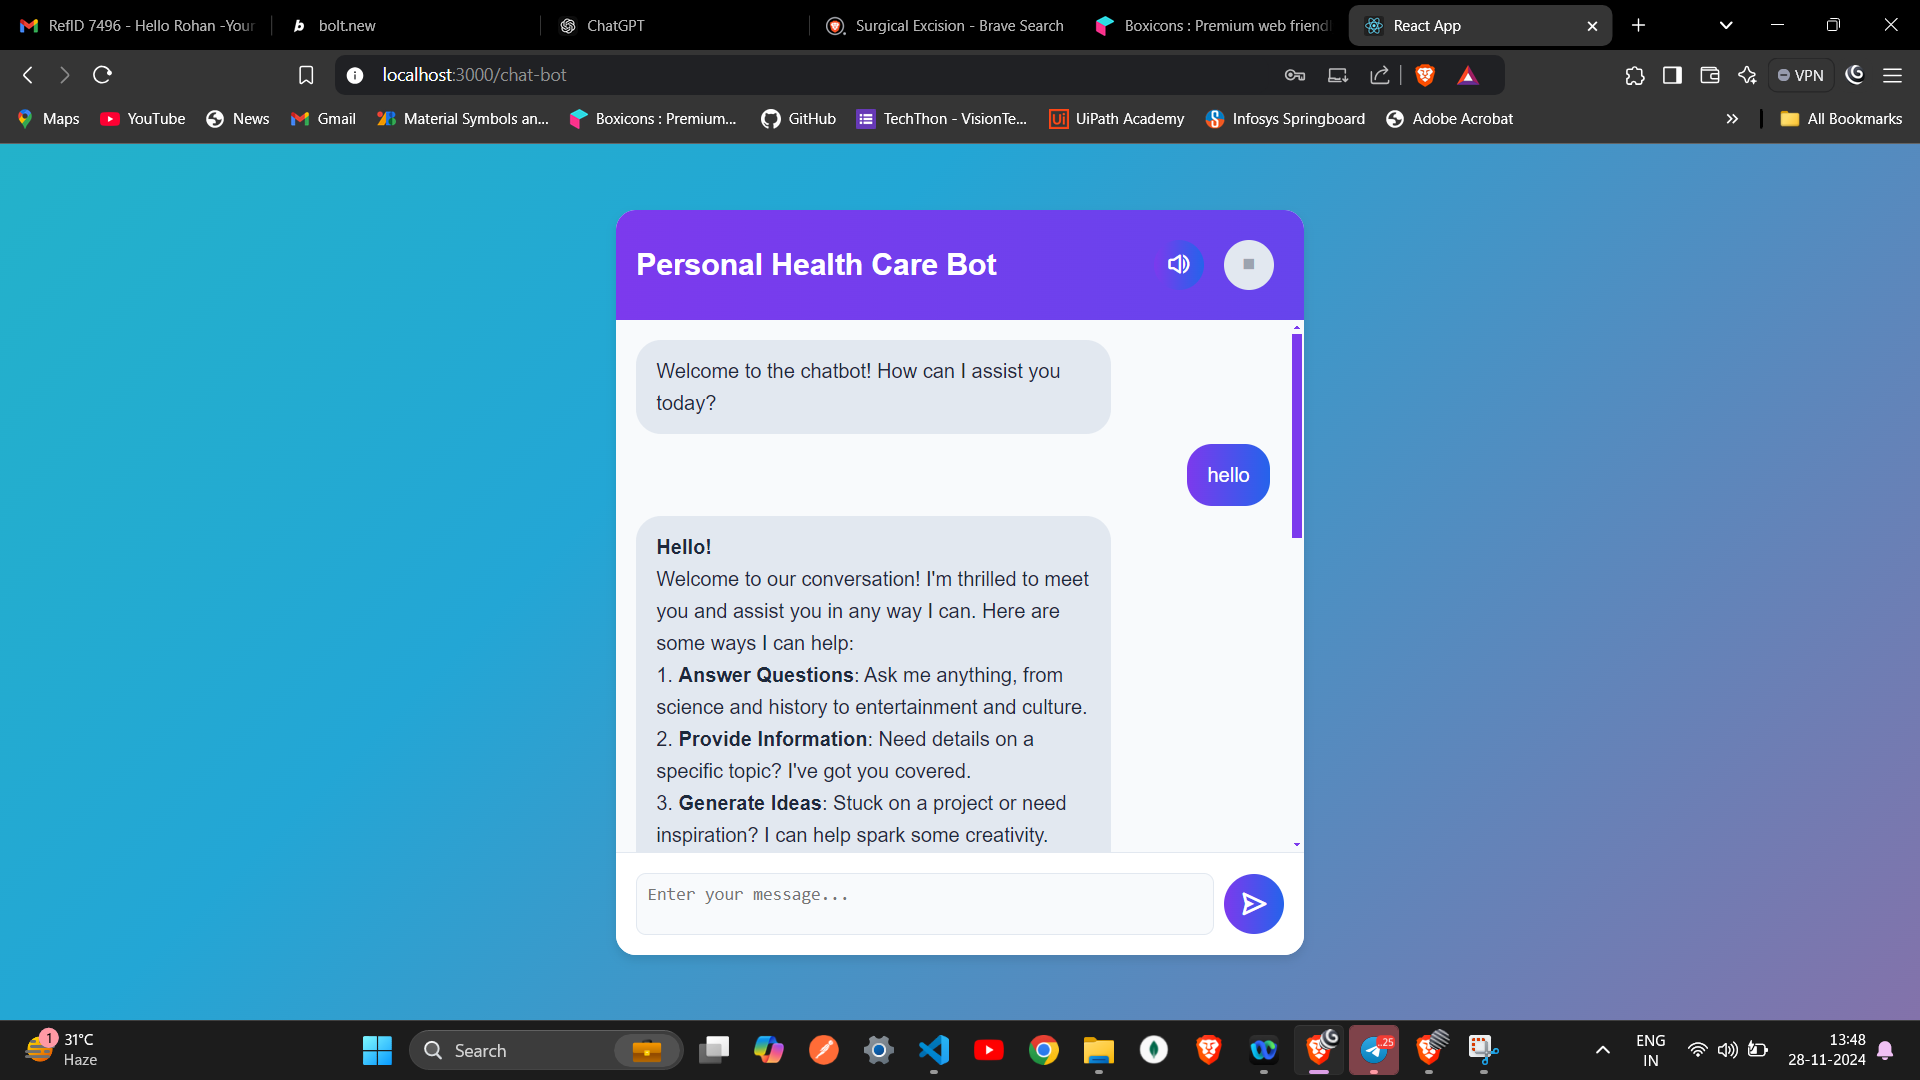 RefID 7496 - Hello Rohan -Your
bolt.new
ChatGPT
Surgical Excision - Brave Search
Boxicons : Premium web friendl
React App
localhost:3000/chat-bot
VPN
Maps
YouTube
News
Gmail
Material Symbols an...
Boxicons : Premium...
GitHub
TechThon - VisionTe...
UiPath Academy
Infosys Springboard
Adobe Acrobat
All Bookmarks
Personal Health Care Bot
Welcome to the chatbot! How can I assist you
today?
hello
Hello!
Welcome to our conversation! I'm thrilled to meet
you and assist you in any way I can. Here are
some ways I can help:
1. Answer Questions: Ask me anything, from
science and history to entertainment and culture.
2. Provide Information: Need details on a
specific topic? I've got you covered.
3. Generate Ideas: Stuck on a project or need
inspiration? I can help spark some creativity.
Enter your message...
1
31°C
Haze
Search
25
ENG
IN
13:48
28-11-2024